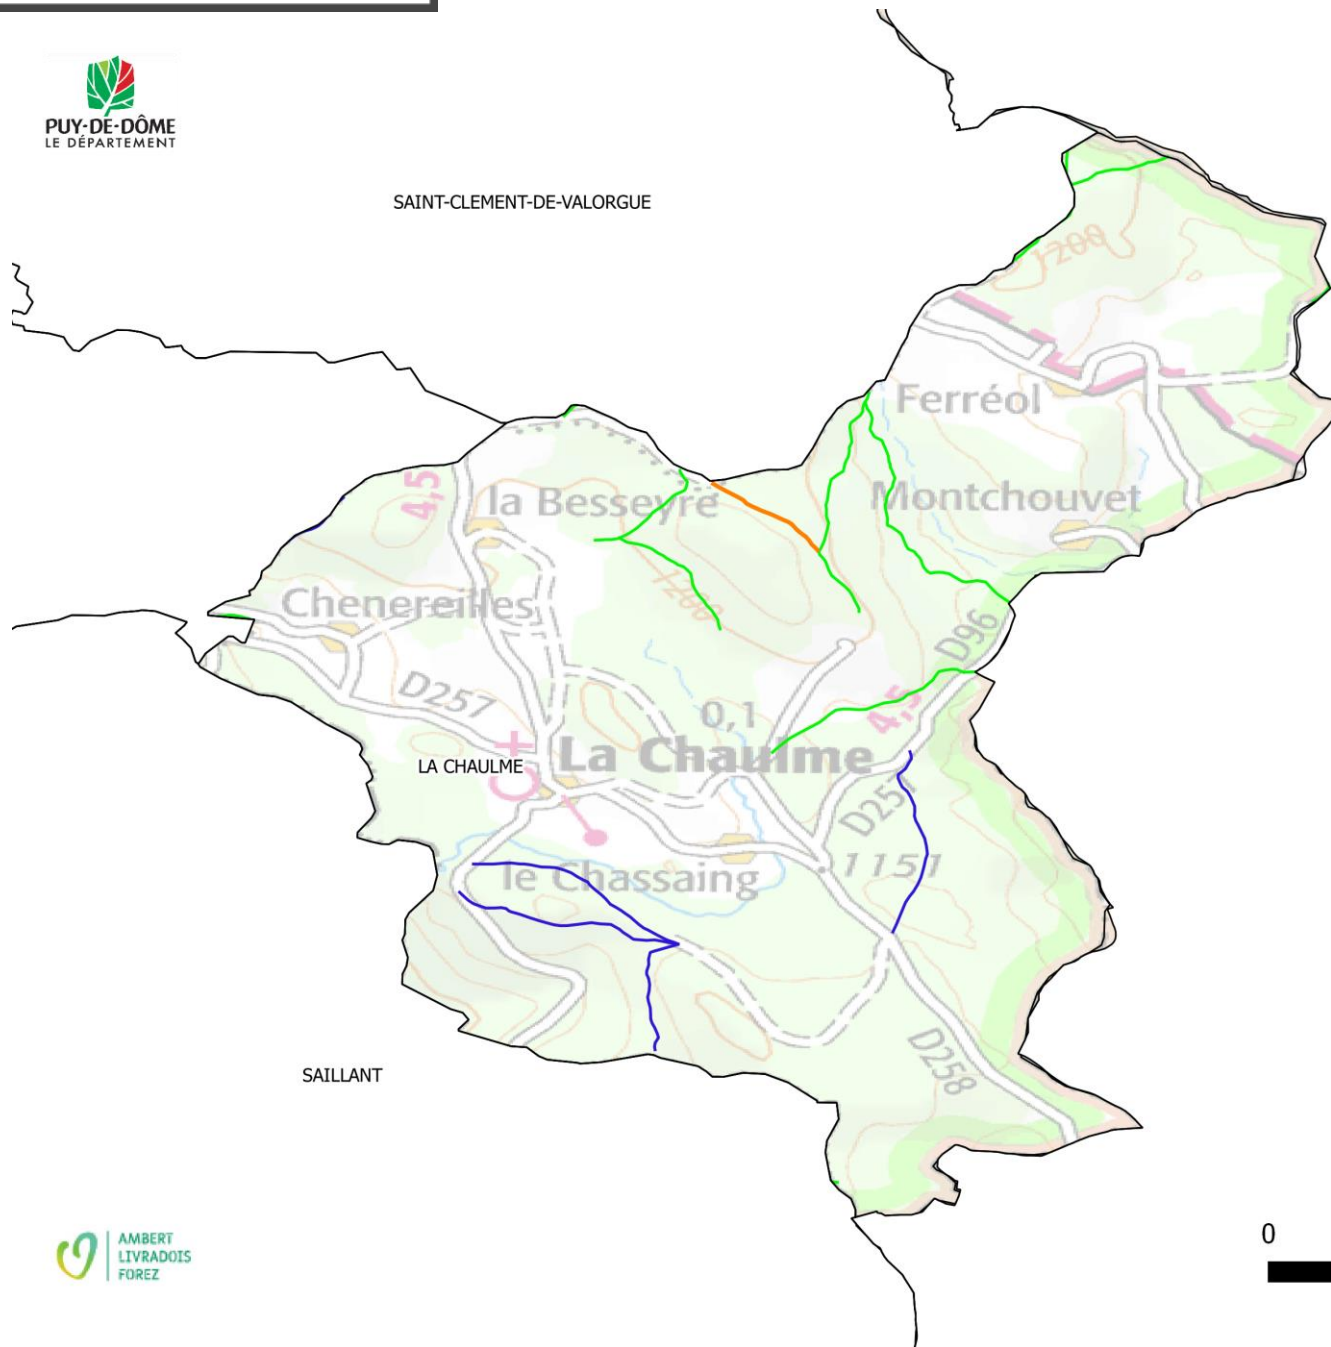 PUY-DE-DÔME
LE DÉPARTEMENT
SAINT-CLEMENT-DE-VALORGUE
1200
Ferréol
4,5
la Besseyre
Montchouvet
1200
Chenereilles
D96
D257
0,1
4,5
LA CHAULME
La Chaulme
D257
le Chassaing
1151
D258
SAILLANT
AMBERT
LIVRADOIS
FOREZ
0